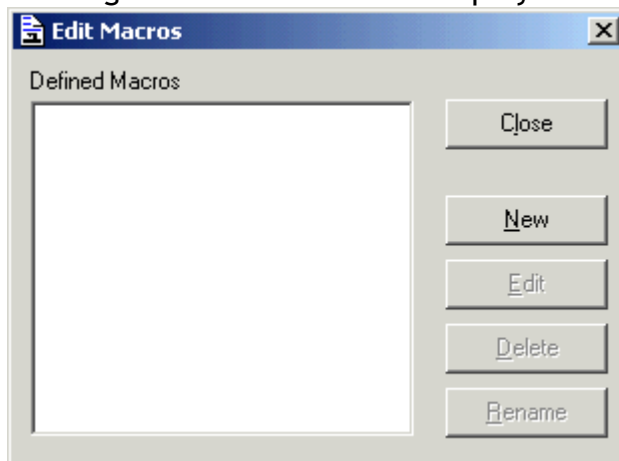 Edit Macros
Defined Macros
Close
New
Edit
Delete
Rename